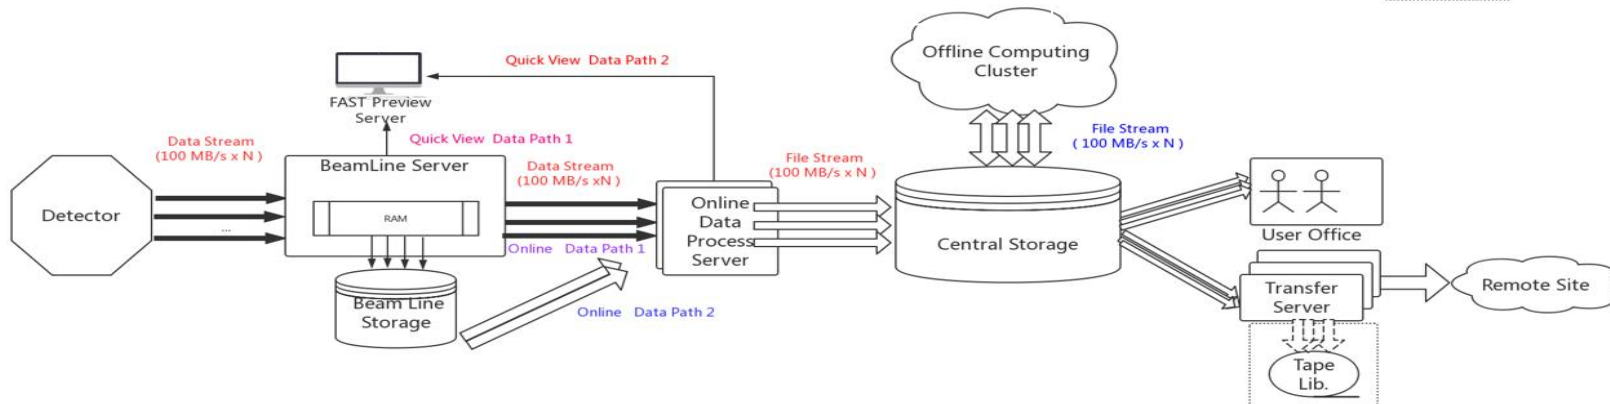 Offline Computing
Cluster
Quick View Data Path 2
FAST Preview
Server
Data Stream
(100 MB/s x N )
Quick View Data Path 1
File Stream
( 100 MB/s x N )
BeamLine Server
Data Stream
(100 MB/s xN )
File Stream
(100 MB/s x N )
Detector
RAM
...
Online
Data
Process
Server
Central Storage
User Office
Online Data Path 1
Beam Line
Storage
Online Data Path 2
Transfer
Server
Remote Site
Tape
Lib.